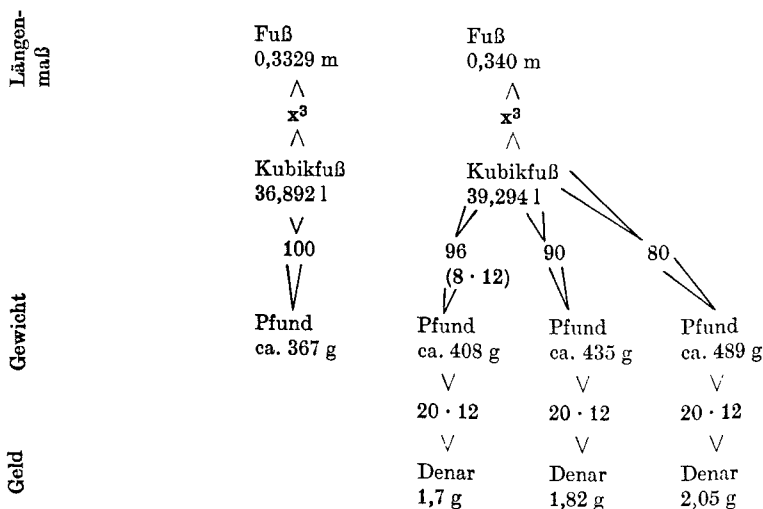 Längen-
maß
Fuß
0,3329 m
Fuß
0,340 m
x³
x³
Kubikfuß
36,892 l
Kubikfuß
39,294 l
100
96
(8 · 12)
90
80
Gewicht
Pfund
ca. 367 g
Pfund
ca. 408 g
Pfund
ca. 435 g
Pfund
ca. 489 g
20 · 12
20 · 12
20 · 12
Geld
Denar
1,7 g
Denar
1,82 g
Denar
2,05 g